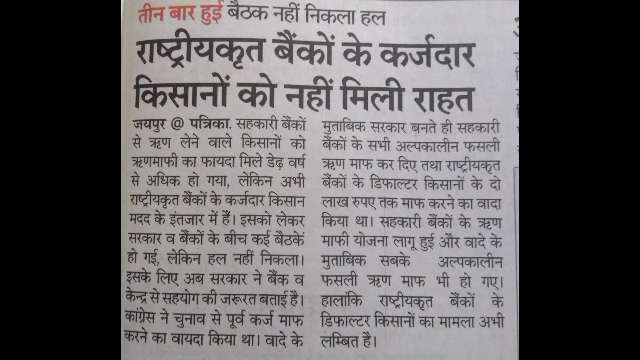 तीन बार हुई बैठक नहीं निकला हल
राष्ट्रीयकृत बैंकों के कर्जदार
किसानों को नहीं मिली राहत
जयपुर @ पत्रिका. सहकारी बैंकों
से ऋण लेने वाले किसानों को
ऋणमाफी का फायदा मिले डेढ़ वर्ष
से अधिक हो गया, लेकिन अभी
राष्ट्रीयकृत बैंकों के कर्जदार किसान
मदद के इंतजार में हैं। इसको लेकर
सरकार व बैंकों के बीच कई बैठकें
हो गई, लेकिन हल नहीं निकला।
इसके लिए अब सरकार ने बैंक व
केन्द्र से सहयोग की जरूरत बताई है।
कांग्रेस ने चुनाव से पूर्व कर्ज माफ
करने का वायदा किया था। वादे के
मुताबिक सरकार बनते ही सहकारी
बैंकों के सभी अल्पकालीन फसली
ऋण माफ कर दिए तथा राष्ट्रीयकृत
बैंकों के डिफाल्टर किसानों के दो
लाख रुपए तक माफ करने का वादा
किया था। सहकारी बैंकों के ऋण
माफी योजना लागू हुई और वादे के
मुताबिक सबके अल्पकालीन
फसली ऋण माफ भी हो गए।
हालांकि राष्ट्रीयकृत बैंकों के
डिफाल्टर किसानों का मामला अभी
लम्बित है।